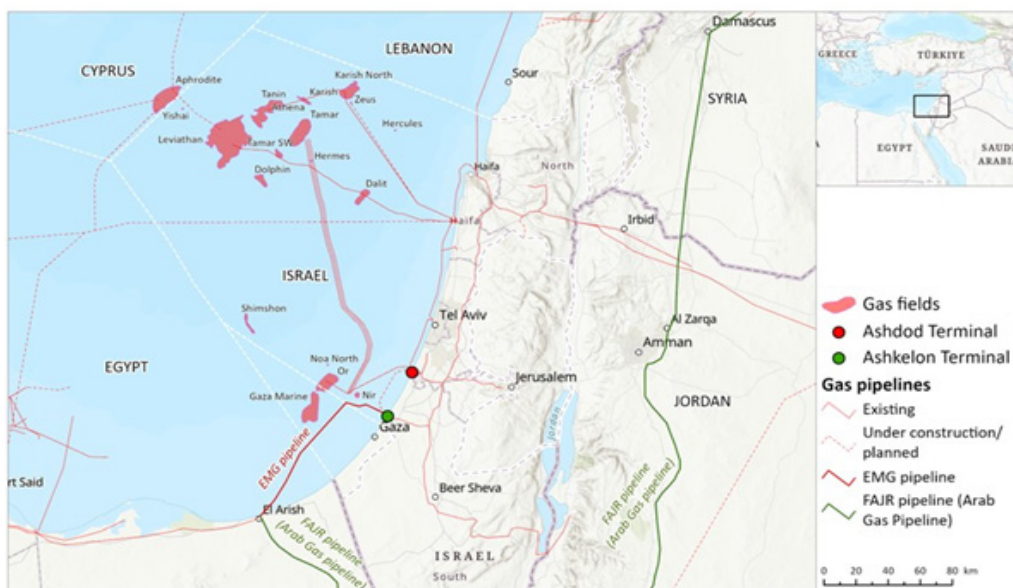 Damascus
LEBANON
CYPRUS
Karish North
Aphrodite
Sour
Tanin
Karish
Zeus
SYRIA
Athena
Tamar
Yishai
Hercules
Leviathan
Tamar SW
Hermes
North
Dolphin
Haifa
Dalit
Haifa
Irbid
ISRAEL
Shimshon
Tel Aviv
Al Zarqa
Noa North
Amman
EGYPT
Or
Jerusalem
Gaza Marine
Nir
JORDAN
Gaza
Jordan
EMG pipeline
rt Said
Beer Sheva
El Arish
FAJR pipeline
(Arab Gas pipeline)
FAJR pipeline
(Arab Gas pipeline)
ISRAEL
South
GREECE
TÜRKIYE
EGYPT
SAUDI
ARABI
Gas fields
Ashdod Terminal
Ashkelon Terminal
Gas pipelines
Existing
Under construction/
planned
EMG pipeline
FAJR pipeline (Arab
Gas Pipeline)
0 20 40 60 80 km